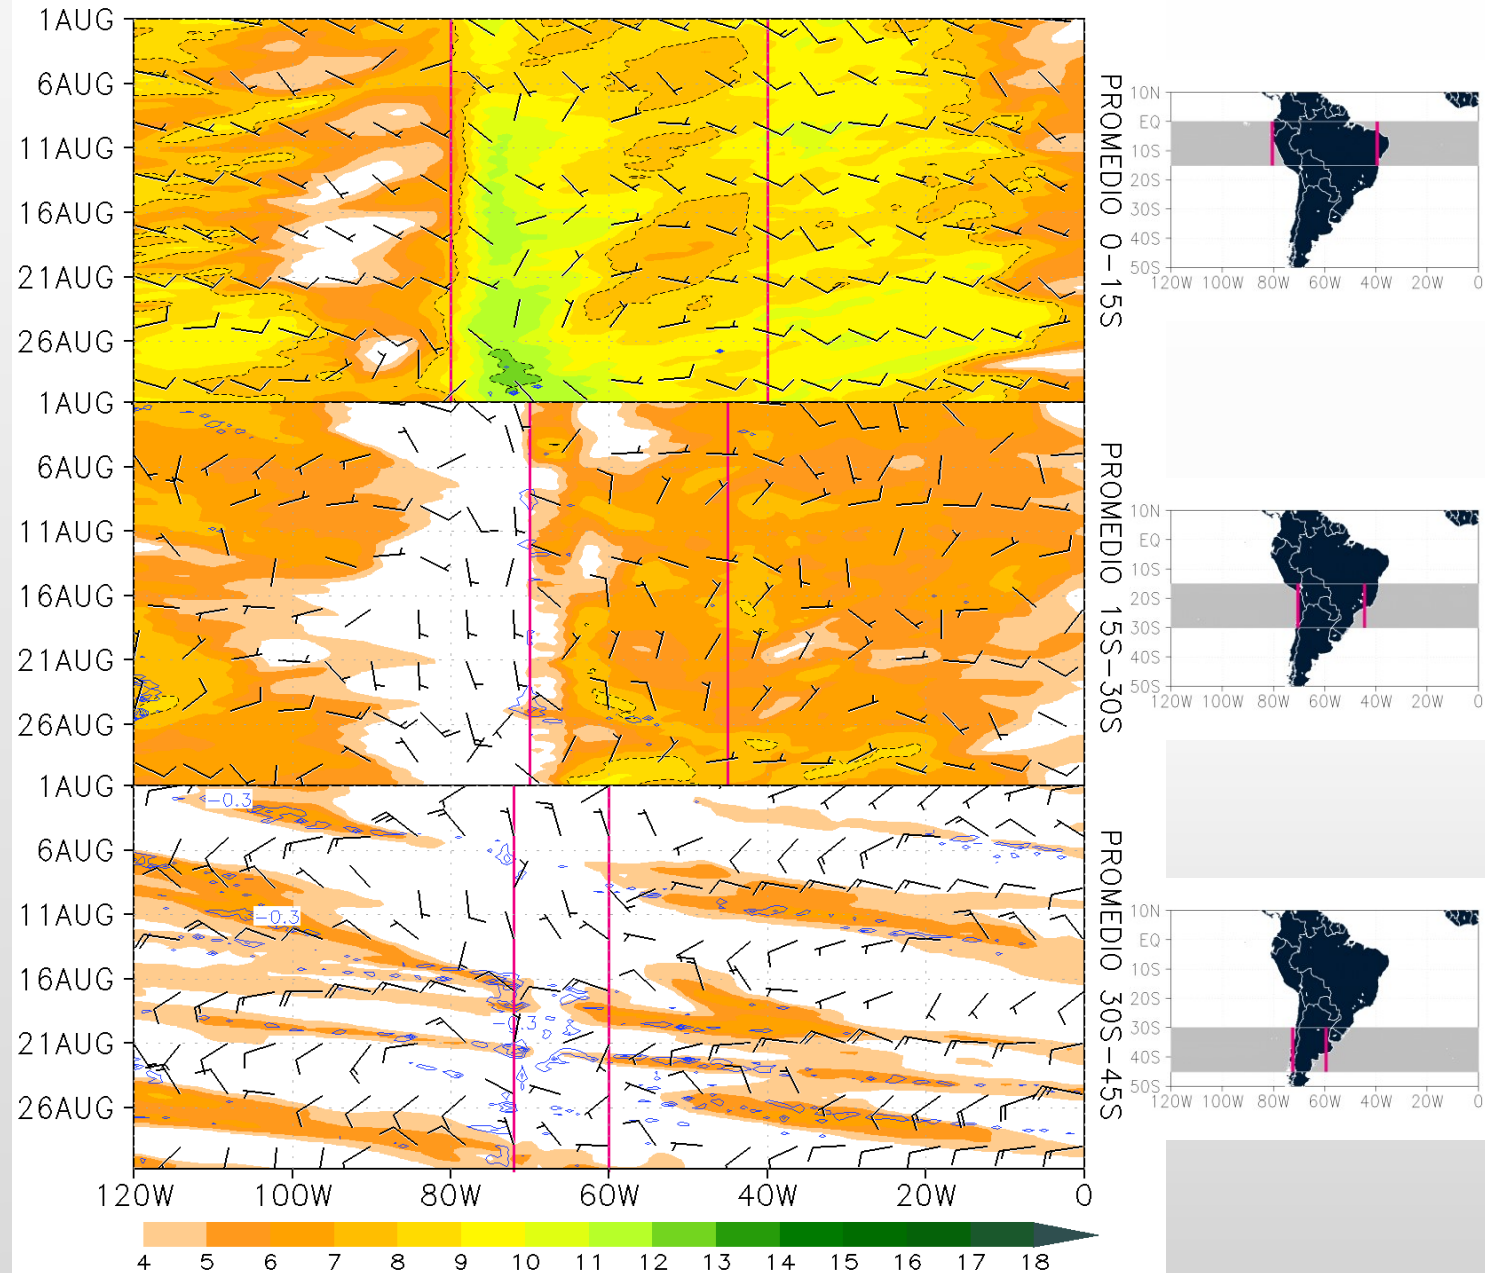 1AUG
6AUG
11AUG
16AUG
21AUG
26AUG
PROMEDIO 0-15S
10N
EQ
10S
20S
30S
40S
50S
120W 100W 80W 60W 40W 20W 0
1AUG
6AUG
11AUG
16AUG
21AUG
26AUG
PROMEDIO 15S-30S
10N
EQ
10S
20S
30S
40S
50S
120W 100W 80W 60W 40W 20W 0
1AUG
6AUG
11AUG
16AUG
21AUG
26AUG
-0.3
-0.3
-0.3
PROMEDIO 30S-45S
10N
EQ
10S
20S
30S
40S
50S
120W 100W 80W 60W 40W 20W 0
120W 100W 80W 60W 40W 20W 0
4 5 6 7 8 9 10 11 12 13 14 15 16 17 18